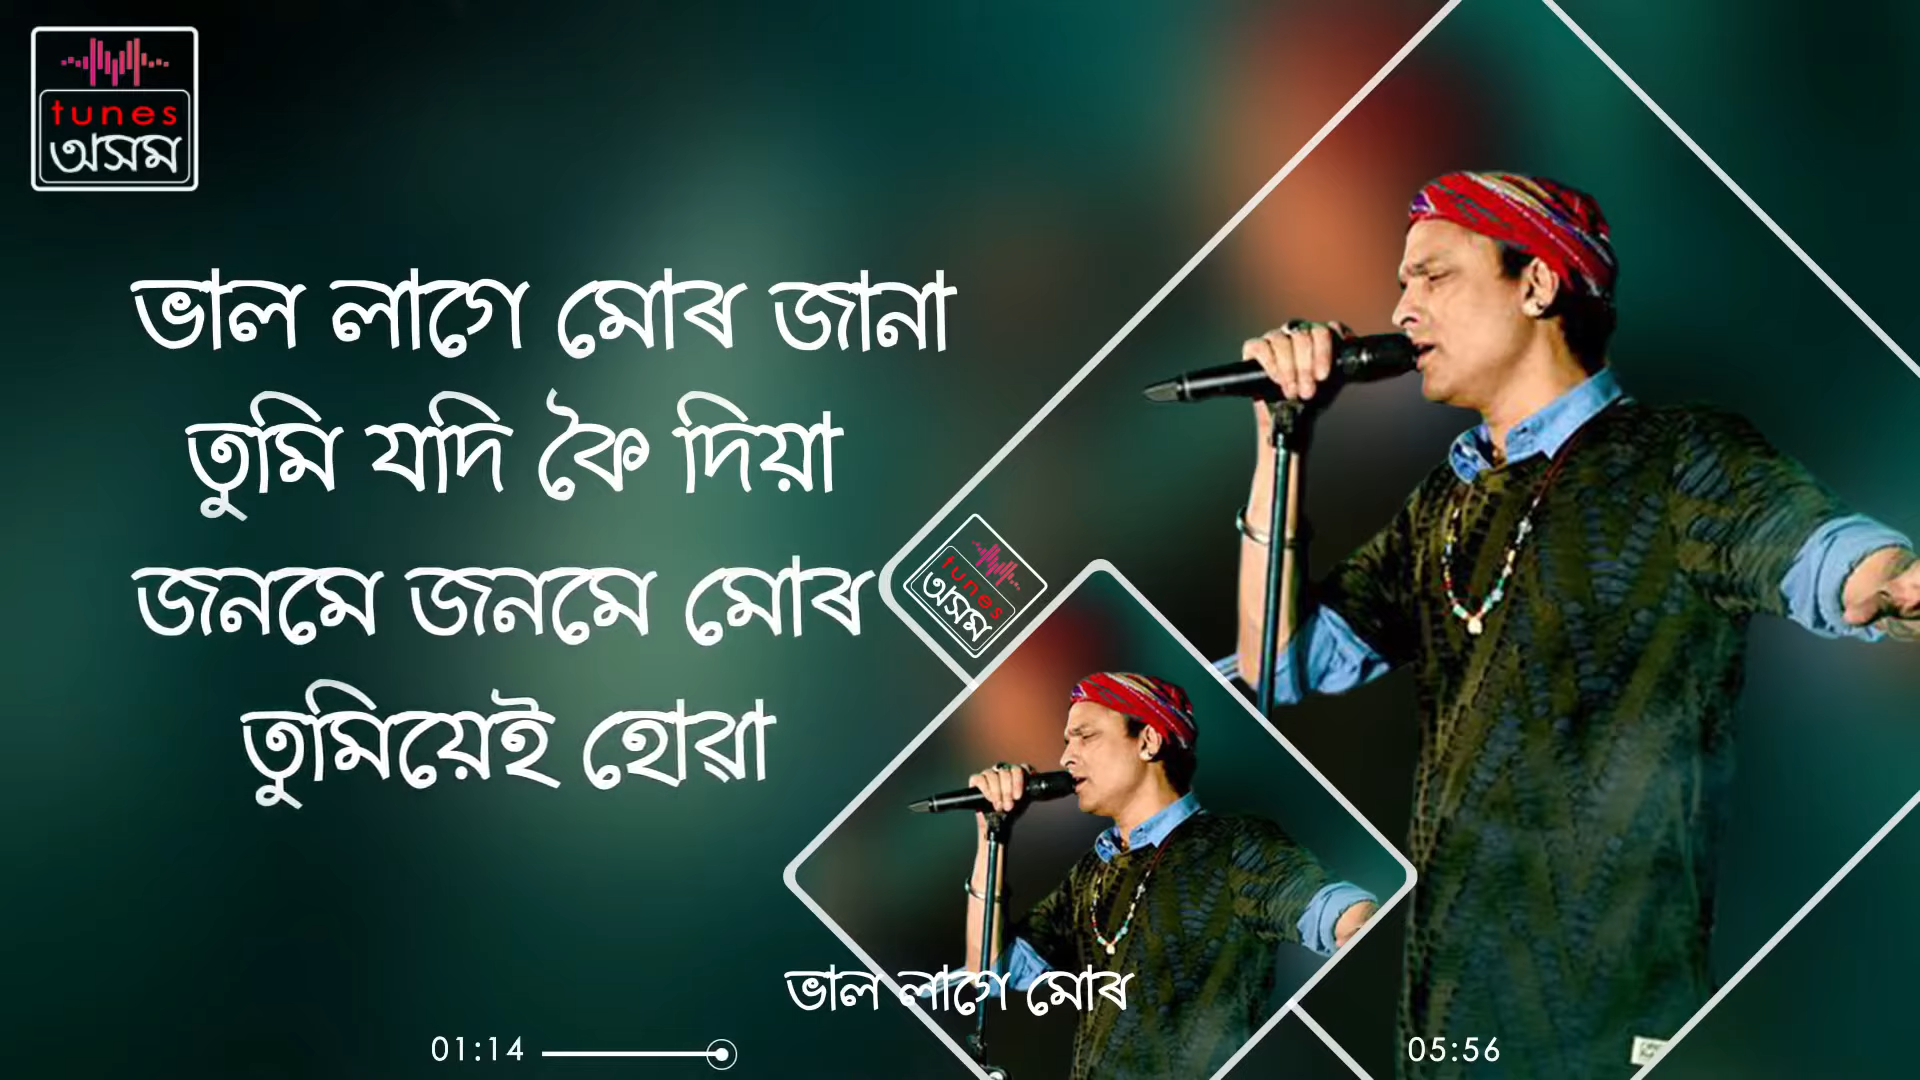 tunes
অসম
ভাল লাগে মোৰ জানা
তুমি যদি কৈ দিয়া
জনমে জনমে মোৰ
তুমিয়েই হোৱা
tunes
অসম
ভাল লাগে মোৰ
01:14
05:56